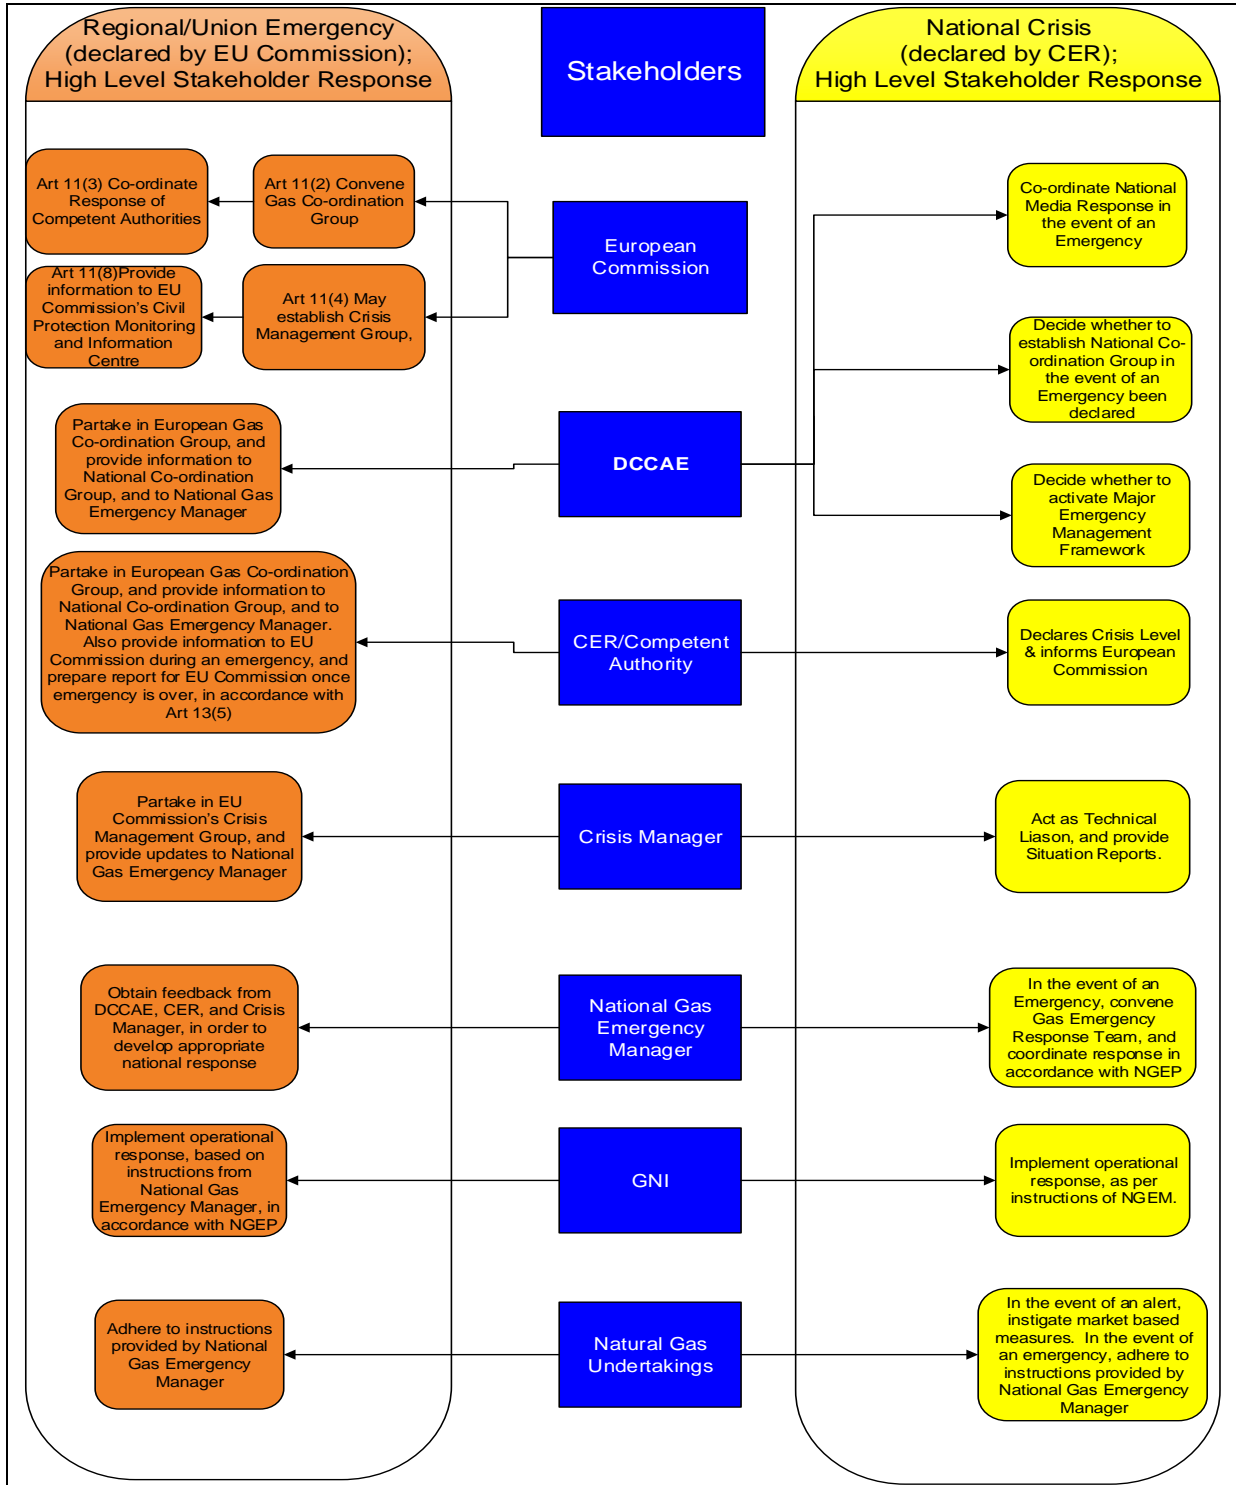 Regional/Union Emergency
(declared by EU Commission);
High Level Stakeholder Response
Stakeholders
National Crisis
(declared by CER);
High Level Stakeholder Response
Art 11(3) Co-ordinate
Response of
Competent Authorities
Art 11(2) Convene
Gas Co-ordination
Group
Art 11(8)Provide
information to EU
Commission's Civil
Protection Monitoring
and Information
Centre
Art 11(4) May
establish Crisis
Management Group,
European
Commission
Co-ordinate National
Media Response in
the event of an
Emergency
Decide whether to
establish National Co-
ordination Group in
the event of an
Emergency been
declared
Partake in European Gas
Co-ordination Group, and
provide information to
National Co-ordination
Group, and to National Gas
Emergency Manager
DCCAE
Decide whether to
activate Major
Emergency
Management
Framework
Partake in European Gas Co-ordination
Group, and provide information to
National Co-ordination Group, and to
National Gas Emergency Manager.
Also provide information to EU
Commission during an emergency, and
prepare report for EU Commission once
emergency is over, in accordance with
Art 13(5)
CER/Competent
Authority
Declares Crisis Level
& informs European
Commission
Partake in EU
Commission's Crisis
Management Group, and
provide updates to National
Gas Emergency Manager
Crisis Manager
Act as Technical
Liason, and provide
Situation Reports.
Obtain feedback from
DCCAE, CER, and Crisis
Manager, in order to
develop appropriate
national response
National Gas
Emergency
Manager
In the event of an
Emergency, convene
Gas Emergency
Response Team, and
coordinate response in
accordance with NGEP
Implement operational
response, based on
instructions from
National Gas
Emergency Manager, in
accordance with NGEP
GNI
Implement operational
response, as per
instructions of NGEM.
Adhere to instructions
provided by National
Gas Emergency
Manager
Natural Gas
Undertakings
In the event of an alert,
instigate market based
measures. In the event of
an emergency, adhere to
instructions provided by
National Gas Emergency
Manager